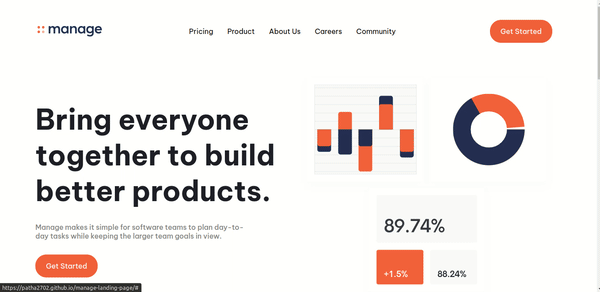 manage
Pricing Product About Us Careers Community
Get Started
Bring everyone
together to build
better products.
Manage makes it simple for software teams to plan day-to-
day tasks while keeping the larger team goals in view.
Get Started
89.74%
+1.5%
88.24%
https://patha2702.github.io/manage-landing-page/#